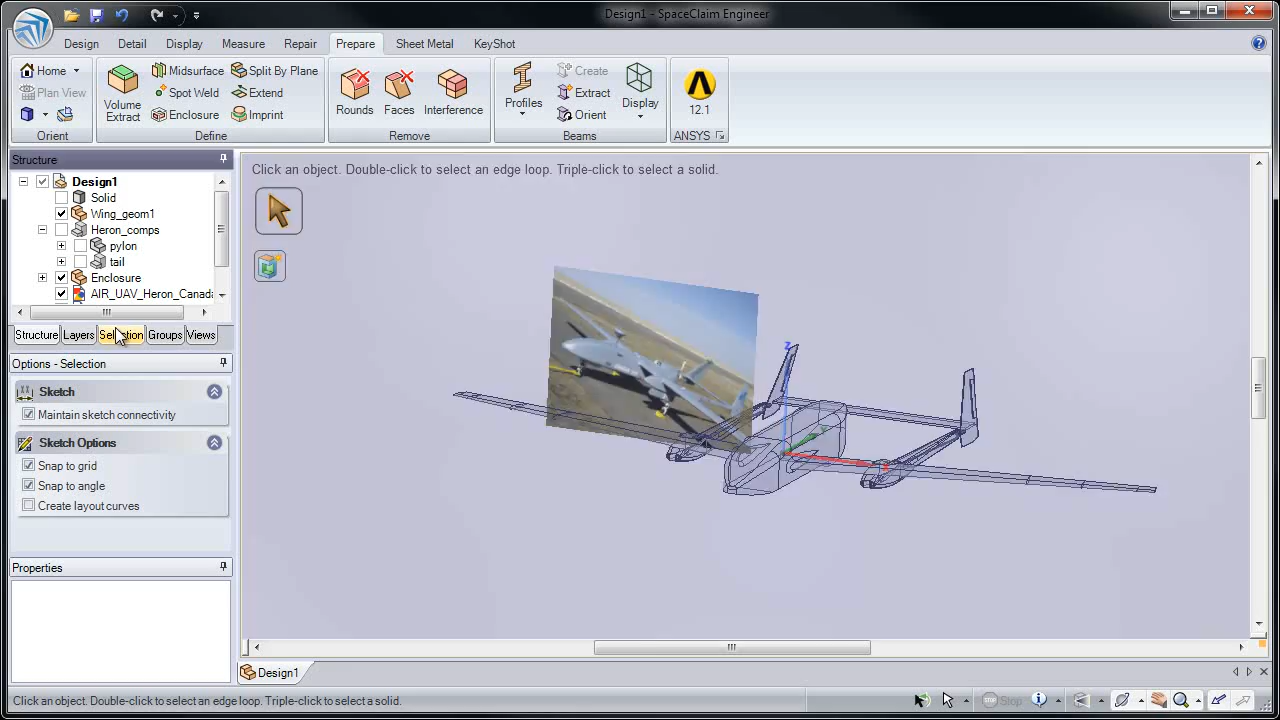 Design1 - SpaceClaim Engineer
Design Detail Display Measure Repair Prepare Sheet Metal KeyShot
Home
Plan View
Orient
Volume Extract
Midsurface
Spot Weld
Enclosure
Split By Plane
Extend
Imprint
Define
Rounds Faces Interference
Remove
Profiles
Create
Extract
Orient
Display
Beams
12.1
ANSYS
Structure
Design1
Solid
Wing_geom1
Heron_comps
pylon
tail
Enclosure
AIR_UAV_Heron_Canada
Structure Layers Selection Groups Views
Options - Selection
Sketch
Maintain sketch connectivity
Sketch Options
Snap to grid
Snap to angle
Create layout curves
Properties
Click an object. Double-click to select an edge loop. Triple-click to select a solid.
Z
Design1
Click an object. Double-click to select an edge loop. Triple-click to select a solid.
Stop